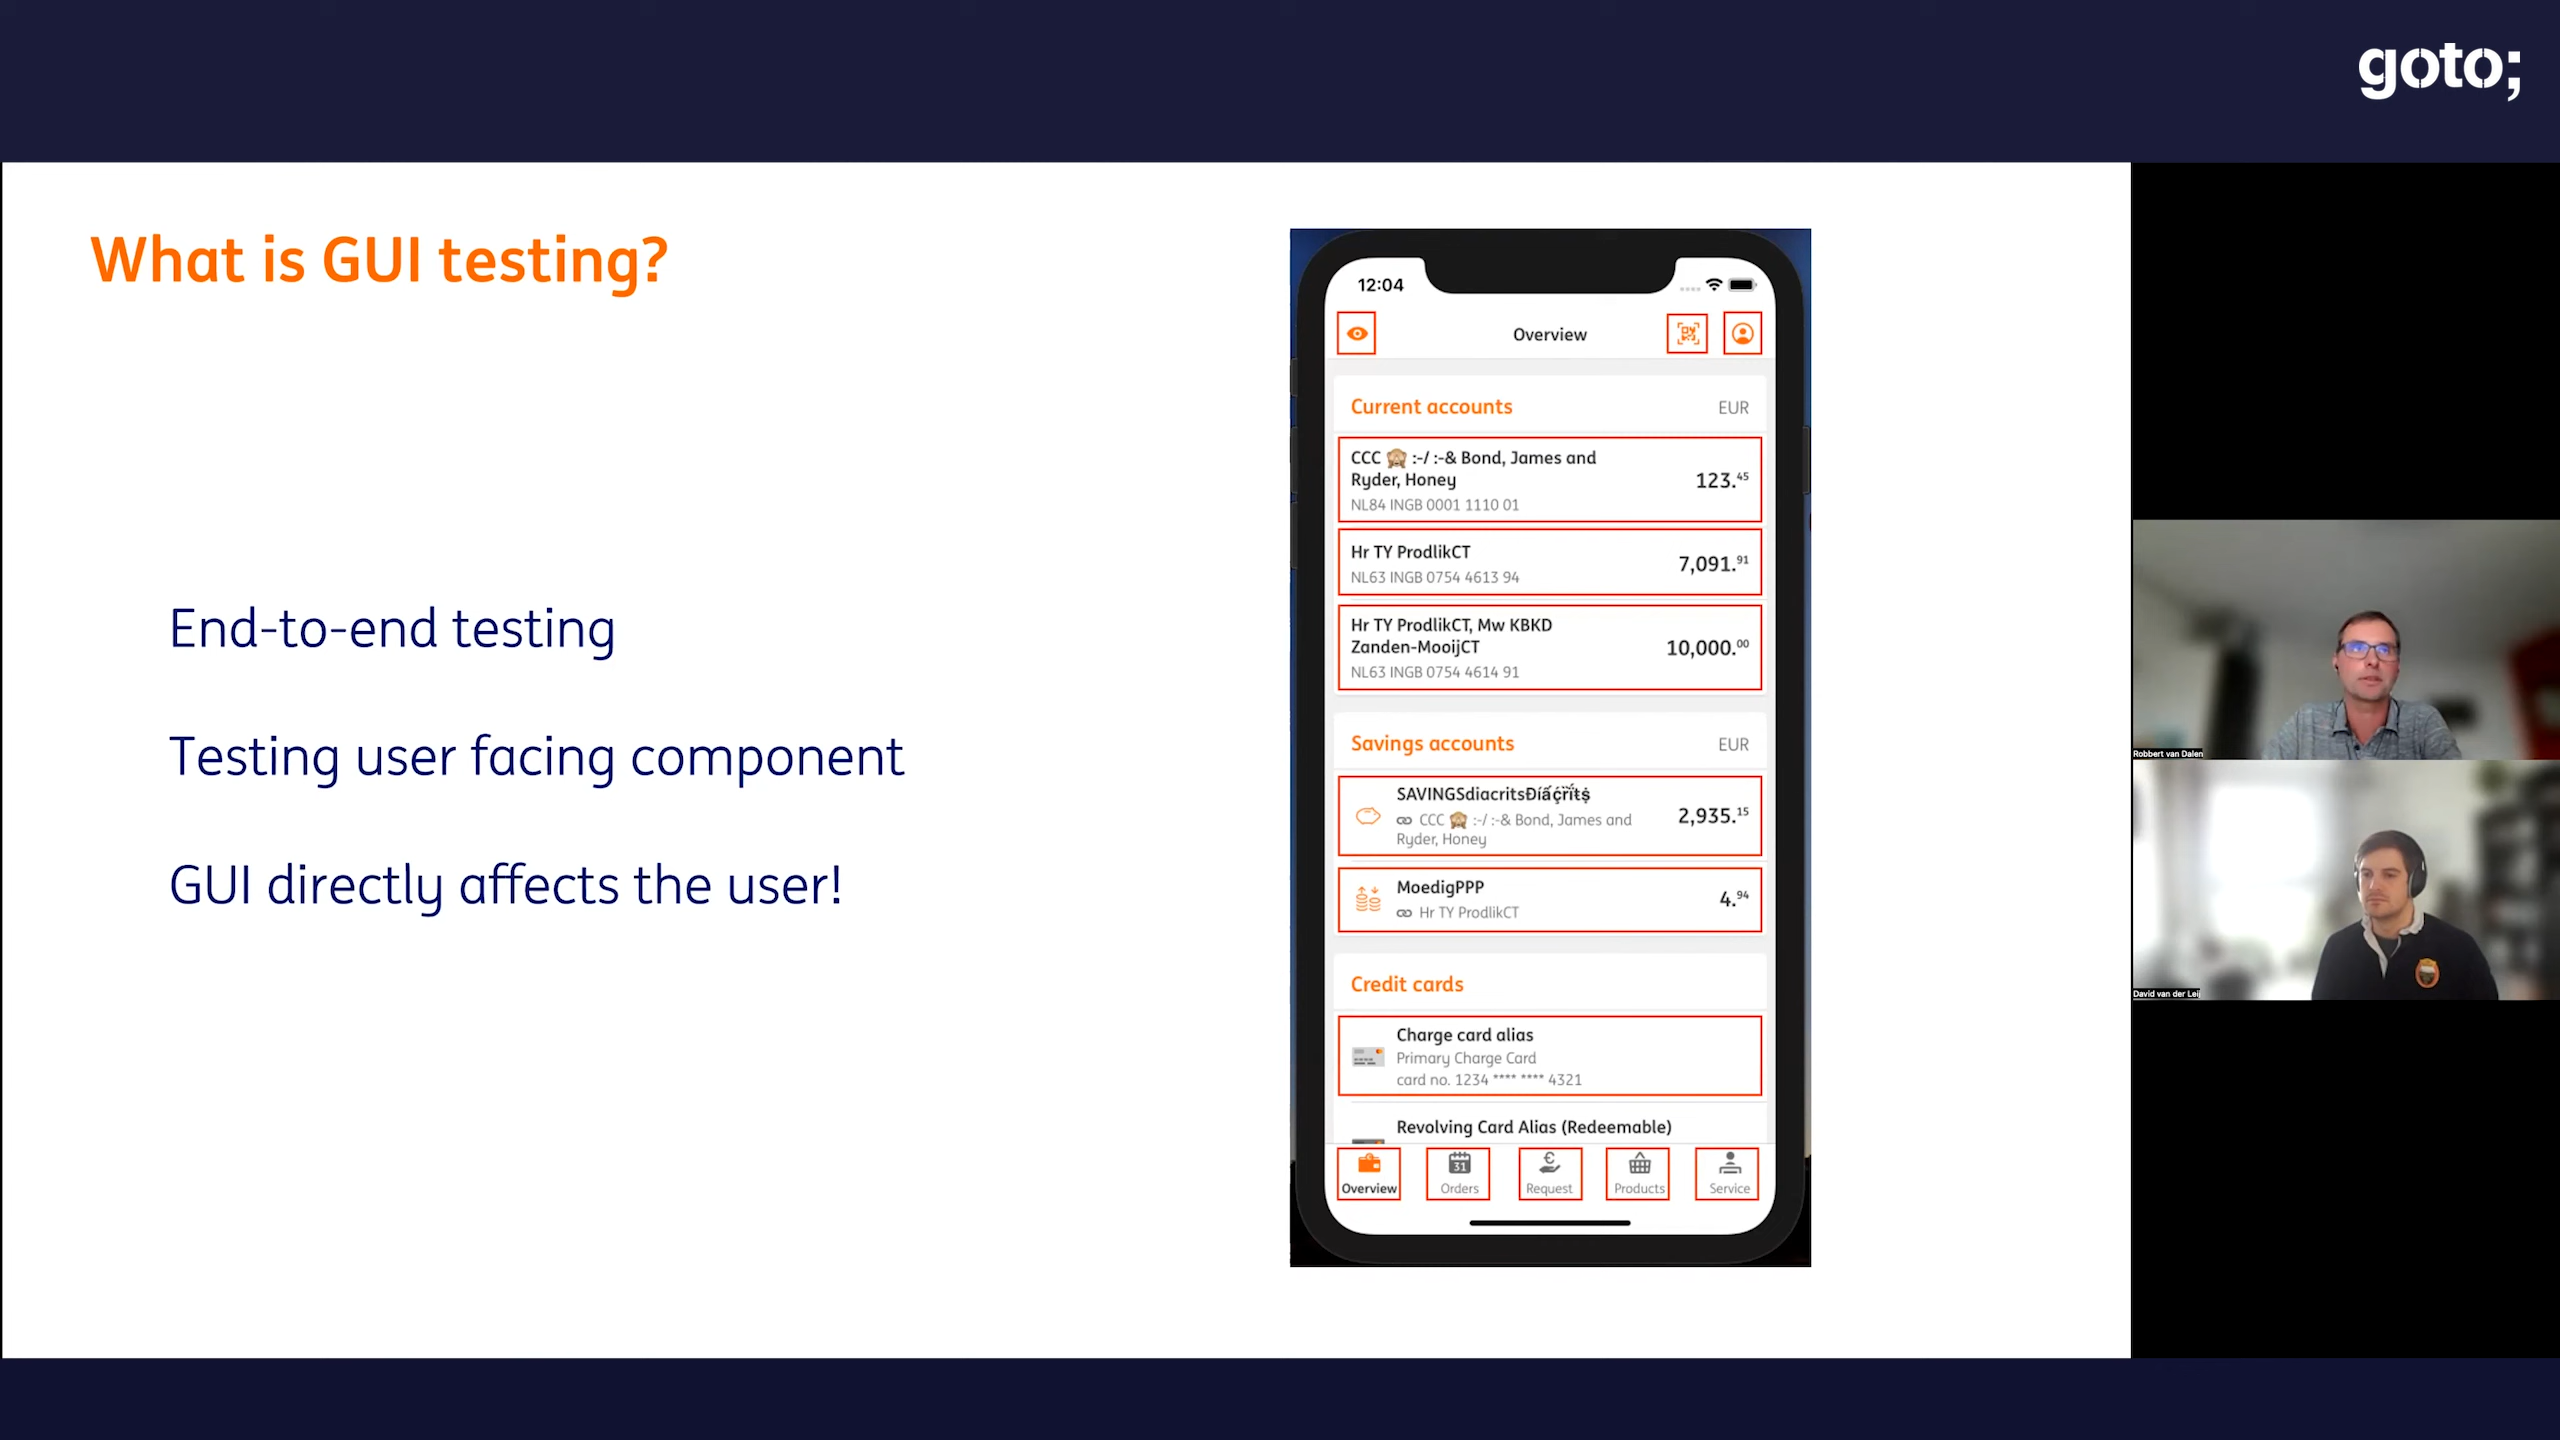 goto;
What is GUI testing?
End-to-end testing
Testing user facing component
GUI directly affects the user!
12:04
Overview
Current accounts EUR
CCC 🙈 :-/ :-& Bond, James and
Ryder, Honey
123.45
NL84 INGB 0001 1110 01
Hr TY ProdlikCT
7,091.91
NL63 INGB 0754 4613 94
Hr TY ProdlikCT, Mw KBKD
Zanden-MooijCT
10,000.00
NL63 INGB 0754 4614 91
Savings accounts EUR
CCC 🙈 :-/ :-& Bond, James and
Ryder, Honey
2,935.15
MoedigPPP
4.94
Hr TY ProdlikCT
Credit cards
Charge card alias
Primary Charge Card
card no. 1234 **** **** 4321
Revolving Card Alias (Redeemable)
31
Overview Orders Request Products Service
Robbert van Dalen
David van der Leij